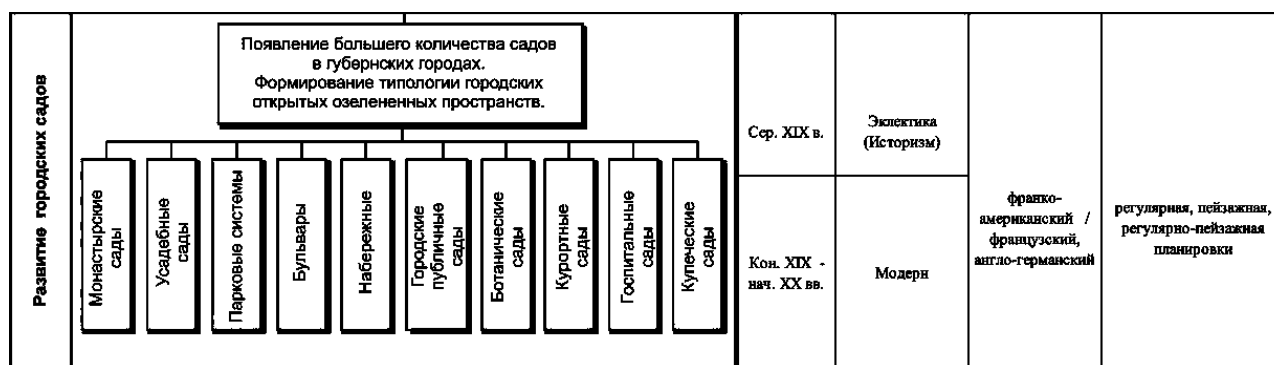 Развитие городских садов
Появление большего количества садов
в губернских городах.
Формирование типологии городских
открытых озелененных пространств.
Монастырские
сады
Усадебные
сады
Парковые системы
Бульвары
Набережные
Городские
публичные
сады
Ботанические
сады
Курортные
сады
Госпитальные
сады
Купеческие
сады
Сер. XIX в.
Эклектика
(Историзм)
Кон. XIX -
нач. XX вв.
Модерн
франко-
американский /
французский,
англо-германский
регулярная, пейзажная,
регулярно-пейзажная
планировки